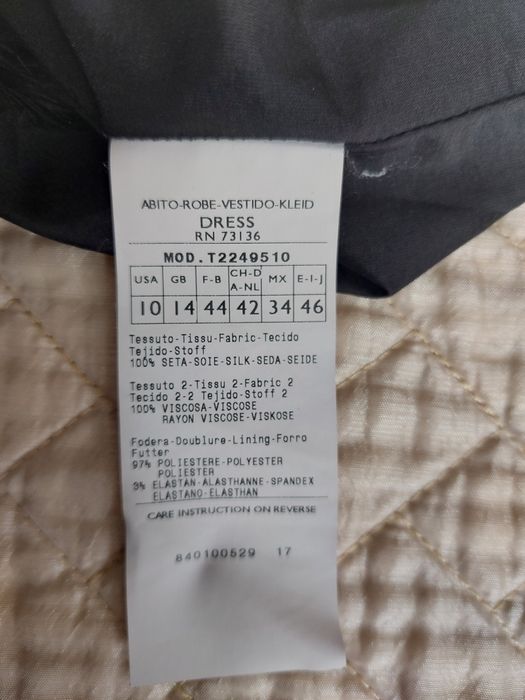 ABITO-ROBE-VESTIDO-KLEID
DRESS
RN 73136
MOD.T2249510
USA GB F-B CH-D A-NL MX E-I-J
10 14 44 42 34 46
Tessuto-Tissu-Fabric-Tecido
Tejido-Stoff
100% SETA-SOIE-SILK-SEDA-SEIDE
Tessuto 2-Tissu 2-Fabric 2
Tecido 2-2 Tejido-Stoff 2
100% VISCOSA-VISCOSE
RAYON VISCOSE-VISKOSE
Fodera-Doublure-Lining-Forro
Futter
97% POLIESTERE-POLYESTER
POLIESTER
3% ELASTAN-ALASTHANNE-SPANDEX
ELASTANO-ELASTHAN
CARE INSTRUCTION ON REVERSE
840100529 17